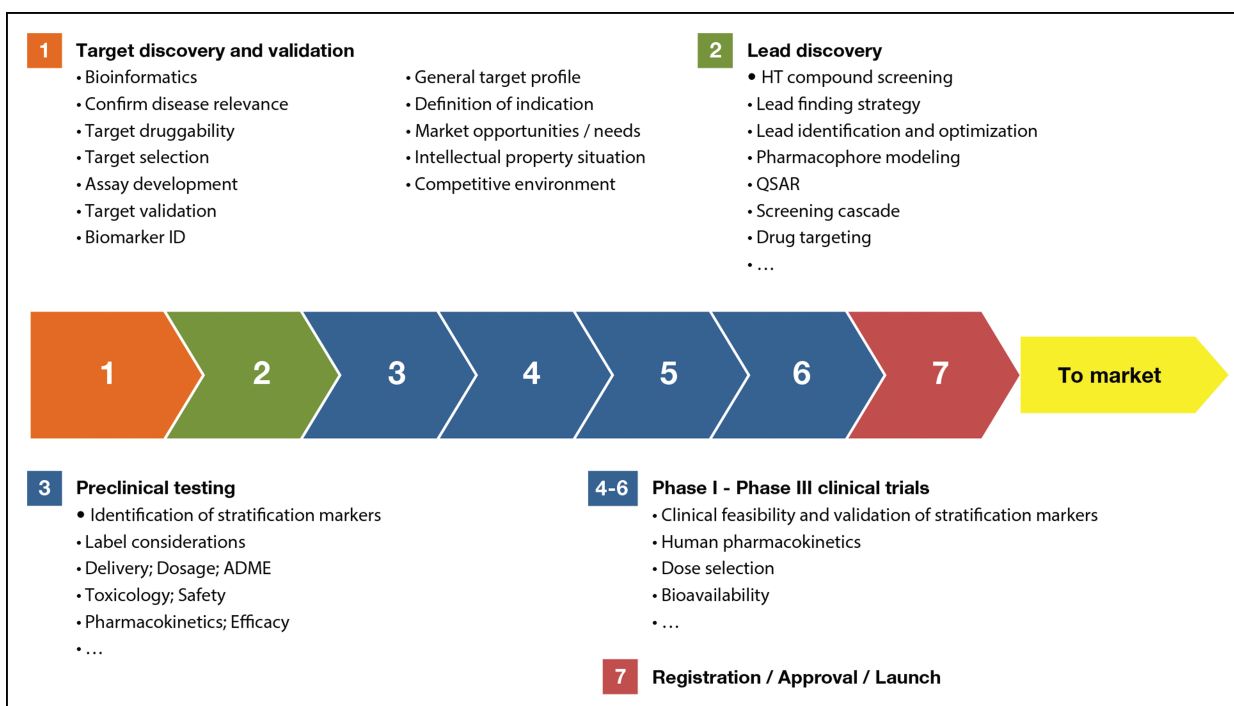 1 Target discovery and validation
• Bioinformatics
• Confirm disease relevance
• Target druggability
• Target selection
• Assay development
• Target validation
• Biomarker ID
• General target profile
• Definition of indication
• Market opportunities / needs
• Intellectual property situation
• Competitive environment
2 Lead discovery
• HT compound screening
• Lead finding strategy
• Lead identification and optimization
• Pharmacophore modeling
• QSAR
• Screening cascade
• Drug targeting
• …
1 2 3 4 5 6 7 To market
3 Preclinical testing
• Identification of stratification markers
• Label considerations
• Delivery; Dosage; ADME
• Toxicology; Safety
• Pharmacokinetics; Efficacy
• …
4-6 Phase I - Phase III clinical trials
• Clinical feasibility and validation of stratification markers
• Human pharmacokinetics
• Dose selection
• Bioavailability
• …
7 Registration / Approval / Launch